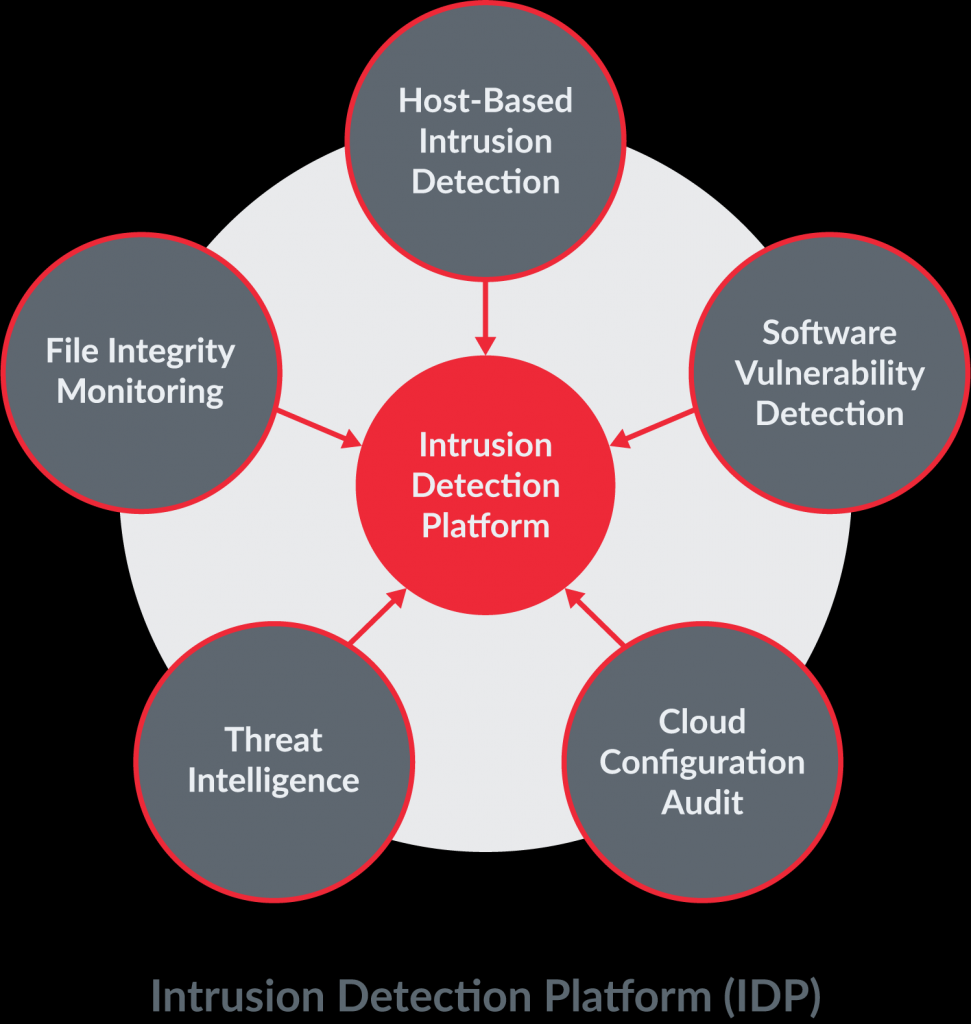 Host-Based
Intrusion
Detection
File Integrity
Monitoring
Software
Vulnerability
Detection
Intrusion
Detection
Platform
Threat
Intelligence
Cloud
Configuration
Audit
Intrusion Detection Platform (IDP)